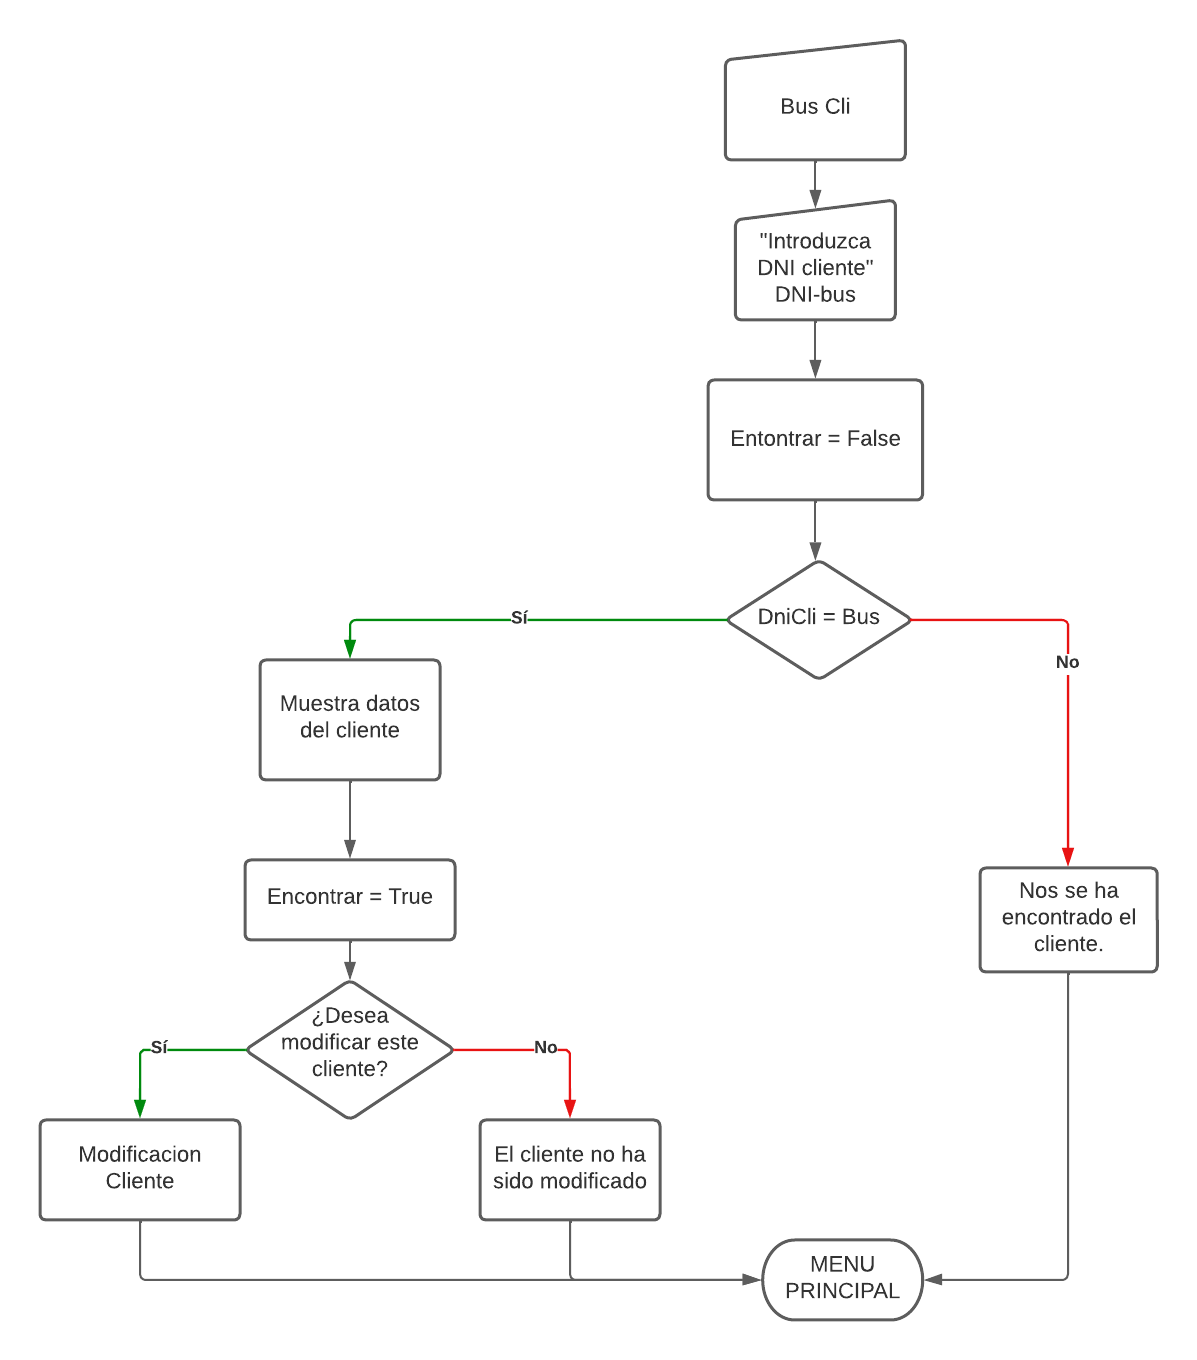 Bus Cli
"Introduzca
DNI cliente"
DNI-bus
Entontrar = False
DniCli = Bus
Sí
No
Muestra datos
del cliente
Encontrar = True
Nos se ha
encontrado el
cliente.
¿Desea
modificar este
cliente?
Sí
No
Modificacion
Cliente
El cliente no ha
sido modificado
MENU
PRINCIPAL